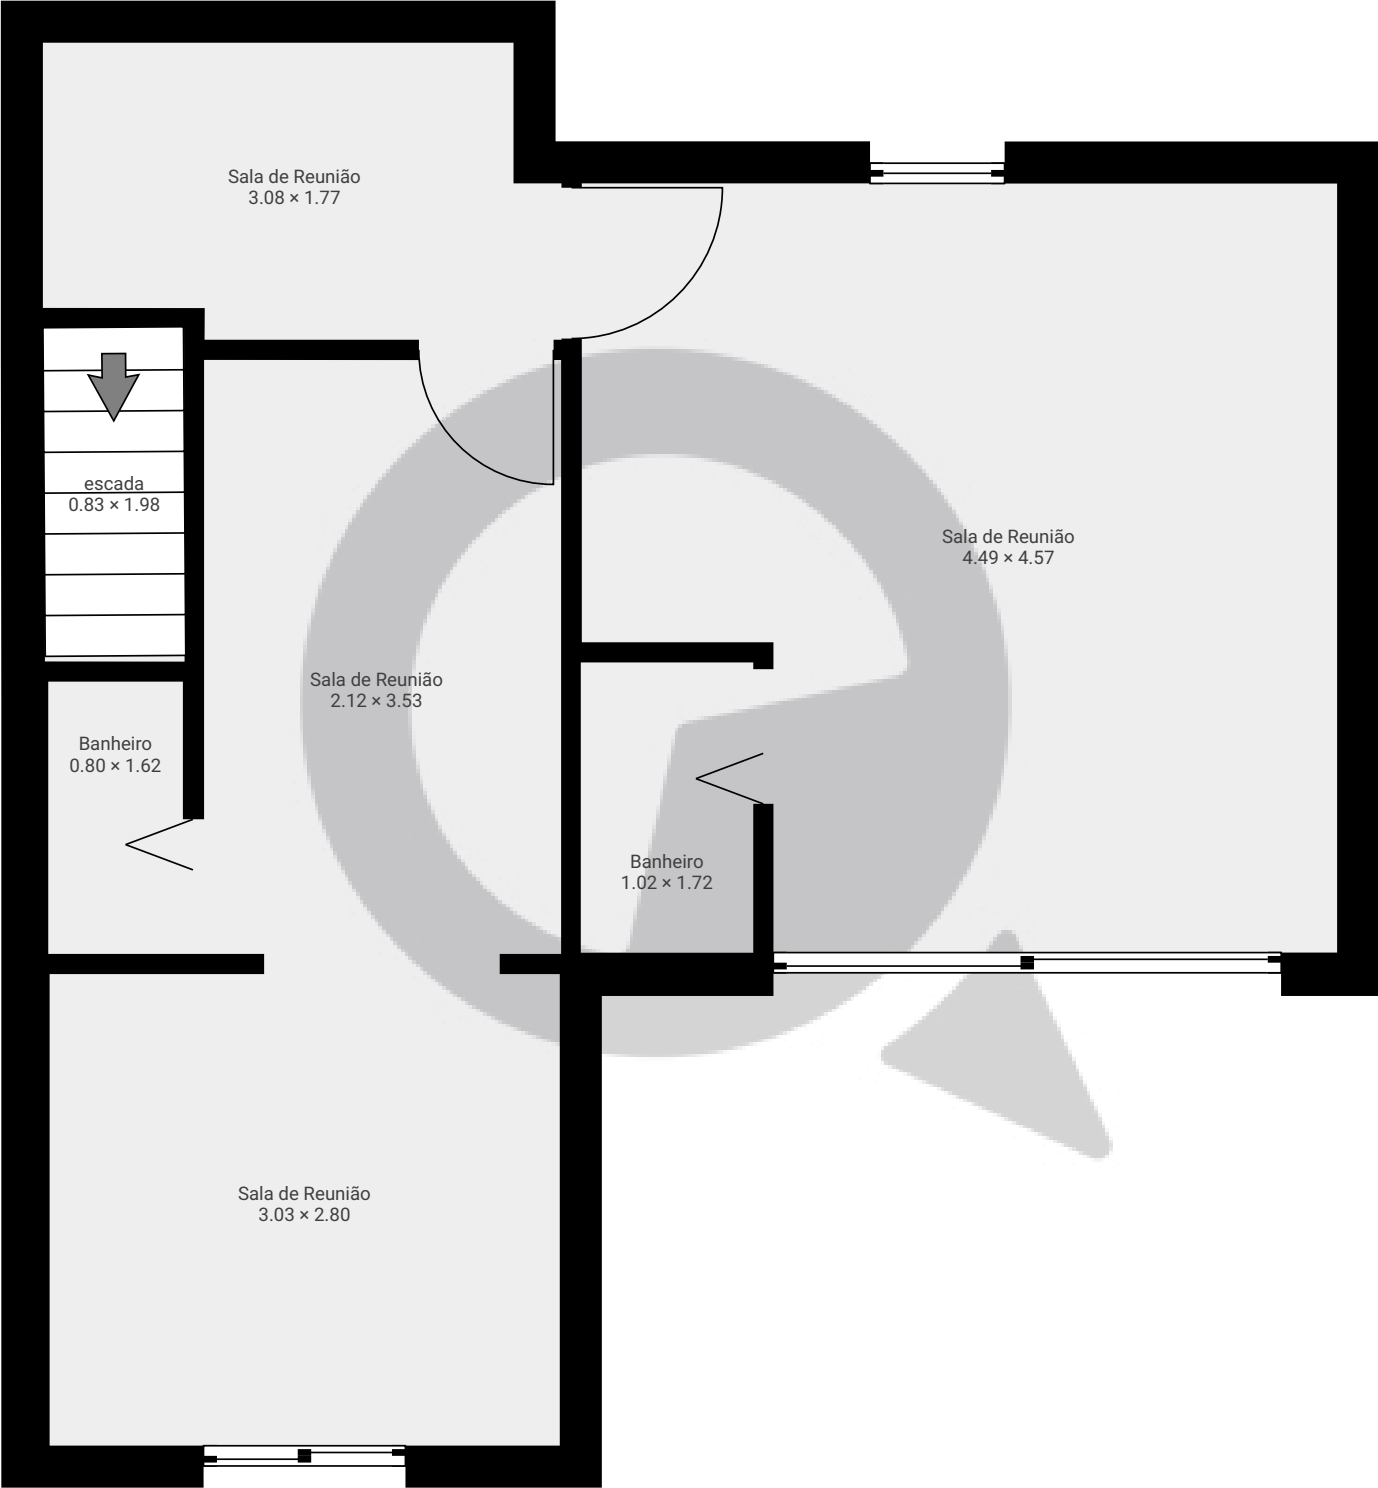 Sala de Reunião
3.08 × 1.77
escada
0.83 × 1.98
Sala de Reunião
4.49 × 4.57
Sala de Reunião
2.12 × 3.53
Banheiro
0.80 × 1.62
Banheiro
1.02 × 1.72
Sala de Reunião
3.03 × 2.80